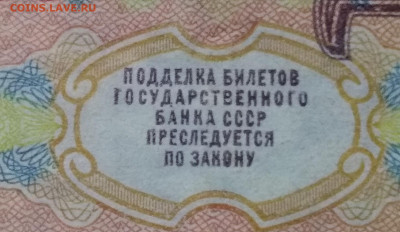 COINS.LAVE.RU
ПОДДЕЛКА БИЛЕТОВ
ГОСУДАРСТВЕННОГО
БАНКА СССР
ПРЕСЛЕДУЕТСЯ
ПО ЗАКОНУ